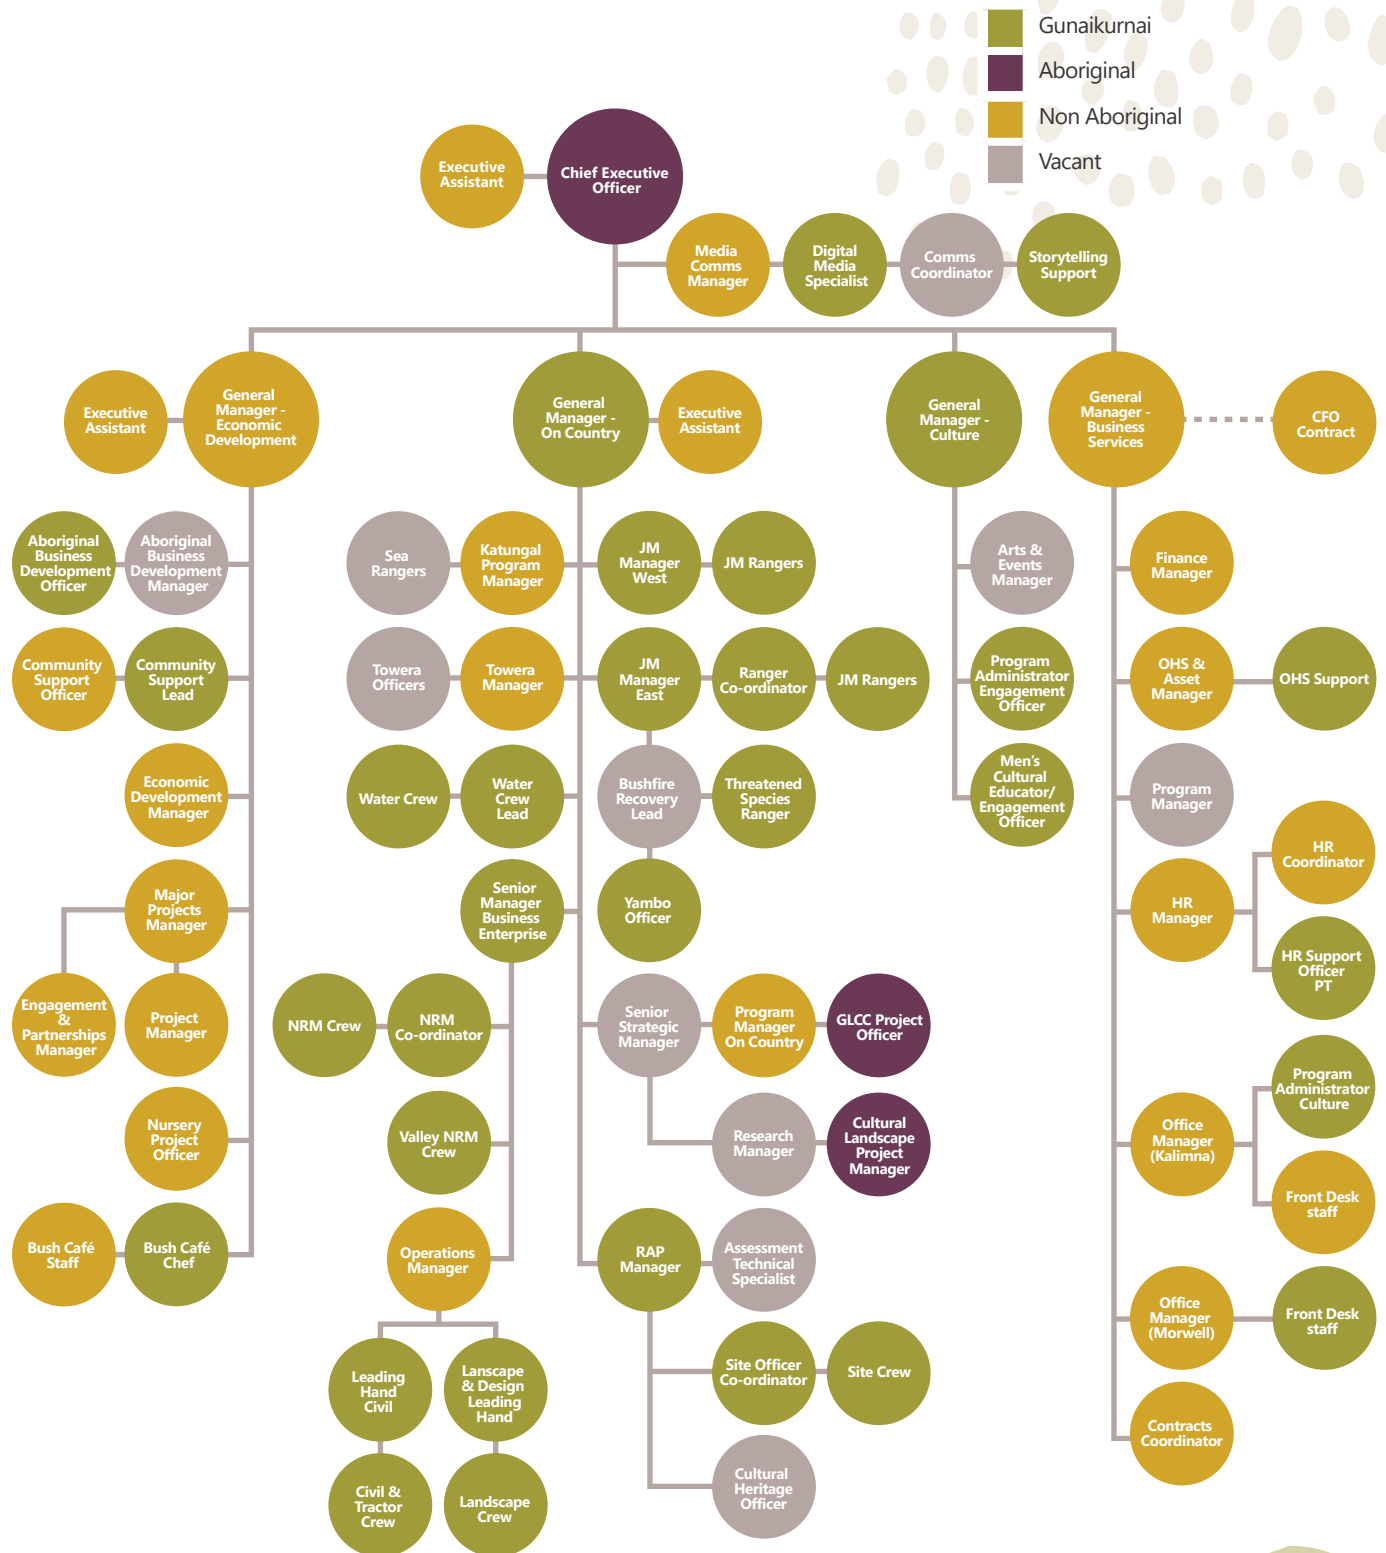 Gunaikurnai
Aboriginal
Non Aboriginal
Vacant
Executive
Assistant
Chief Executive
Officer
Media
Comms
Manager
Digital
Media
Specialist
Comms
Coordinator
Storytelling
Support
Executive
Assistant
General
Manager -
Economic
Development
General
Manager -
On Country
Executive
Assistant
General
Manager -
Culture
General
Manager -
Business
Services
CFO
Contract
Aboriginal
Business
Development
Officer
Aboriginal
Business
Development
Manager
Sea
Rangers
Katungal
Program
Manager
JM
Manager
West
JM Rangers
Arts &
Events
Manager
Finance
Manager
Community
Support
Officer
Community
Support
Lead
Towera
Officers
Towera
Manager
JM
Manager
East
Ranger
Co-ordinator
JM Rangers
Program
Administrator
Engagement
Officer
OHS &
Asset
Manager
OHS Support
Economic
Development
Manager
Water Crew
Water
Crew
Lead
Bushfire
Recovery
Lead
Threatened
Species
Ranger
Men's
Cultural
Educator/
Engagement
Officer
Program
Manager
HR
Coordinator
Major
Projects
Manager
Senior
Manager
Business
Enterprise
Yambo
Officer
HR
Manager
HR Support
Officer
PT
Engagement
&
Partnerships
Manager
Project
Manager
NRM Crew
NRM
Co-ordinator
Senior
Strategic
Manager
Program
Manager
On Country
GLCC Project
Officer
Program
Administrator
Culture
Nursery
Project
Officer
Valley NRM
Crew
Research
Manager
Cultural
Landscape
Project
Manager
Office
Manager
(Kalimna)
Front Desk
staff
Bush Café
Staff
Bush Café
Chef
Operations
Manager
RAP
Manager
Assessment
Technical
Specialist
Office
Manager
(Morwell)
Front Desk
staff
Leading
Hand
Civil
Lanscape
& Design
Leading
Hand
Site Officer
Co-ordinator
Site Crew
Contracts
Coordinator
Civil &
Tractor
Crew
Landscape
Crew
Cultural
Heritage
Officer